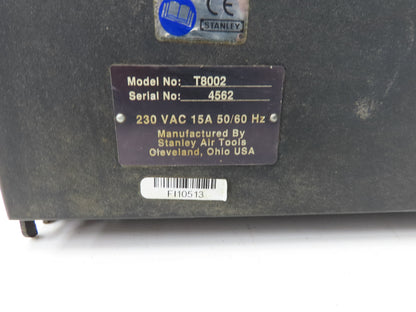 CE
STANLEY
Model No: T8002
Serial No: 4562
230 VAC 15A 50/60 Hz
Manufactured By
Stanley Air Tools
Cleveland, Ohio USA
EI10513